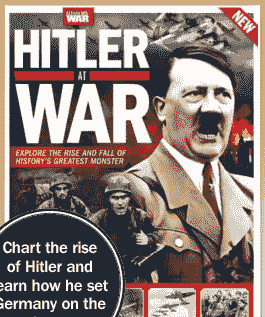 WAR
NEW
HITLER
AT
WAR
EXPLORE THE RISE AND FALL OF
HISTORY'S GREATEST MONSTER
Chart the rise
of Hitler and
earn how he set
Germany on the